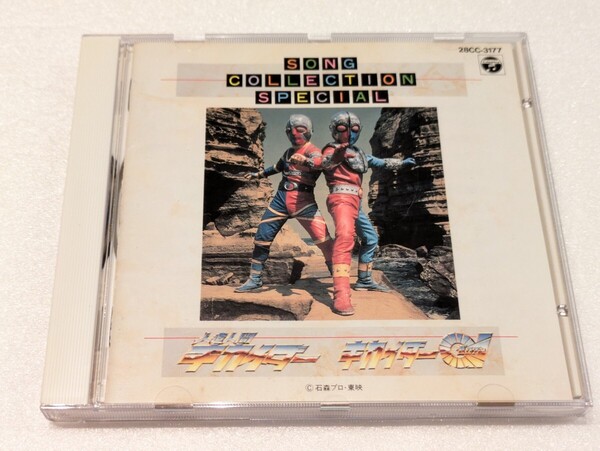 28CC-3177
SONG
COLLECTION
SPECIAL
人造人間
キカイダー キカイダー01
©石森プロ・東映